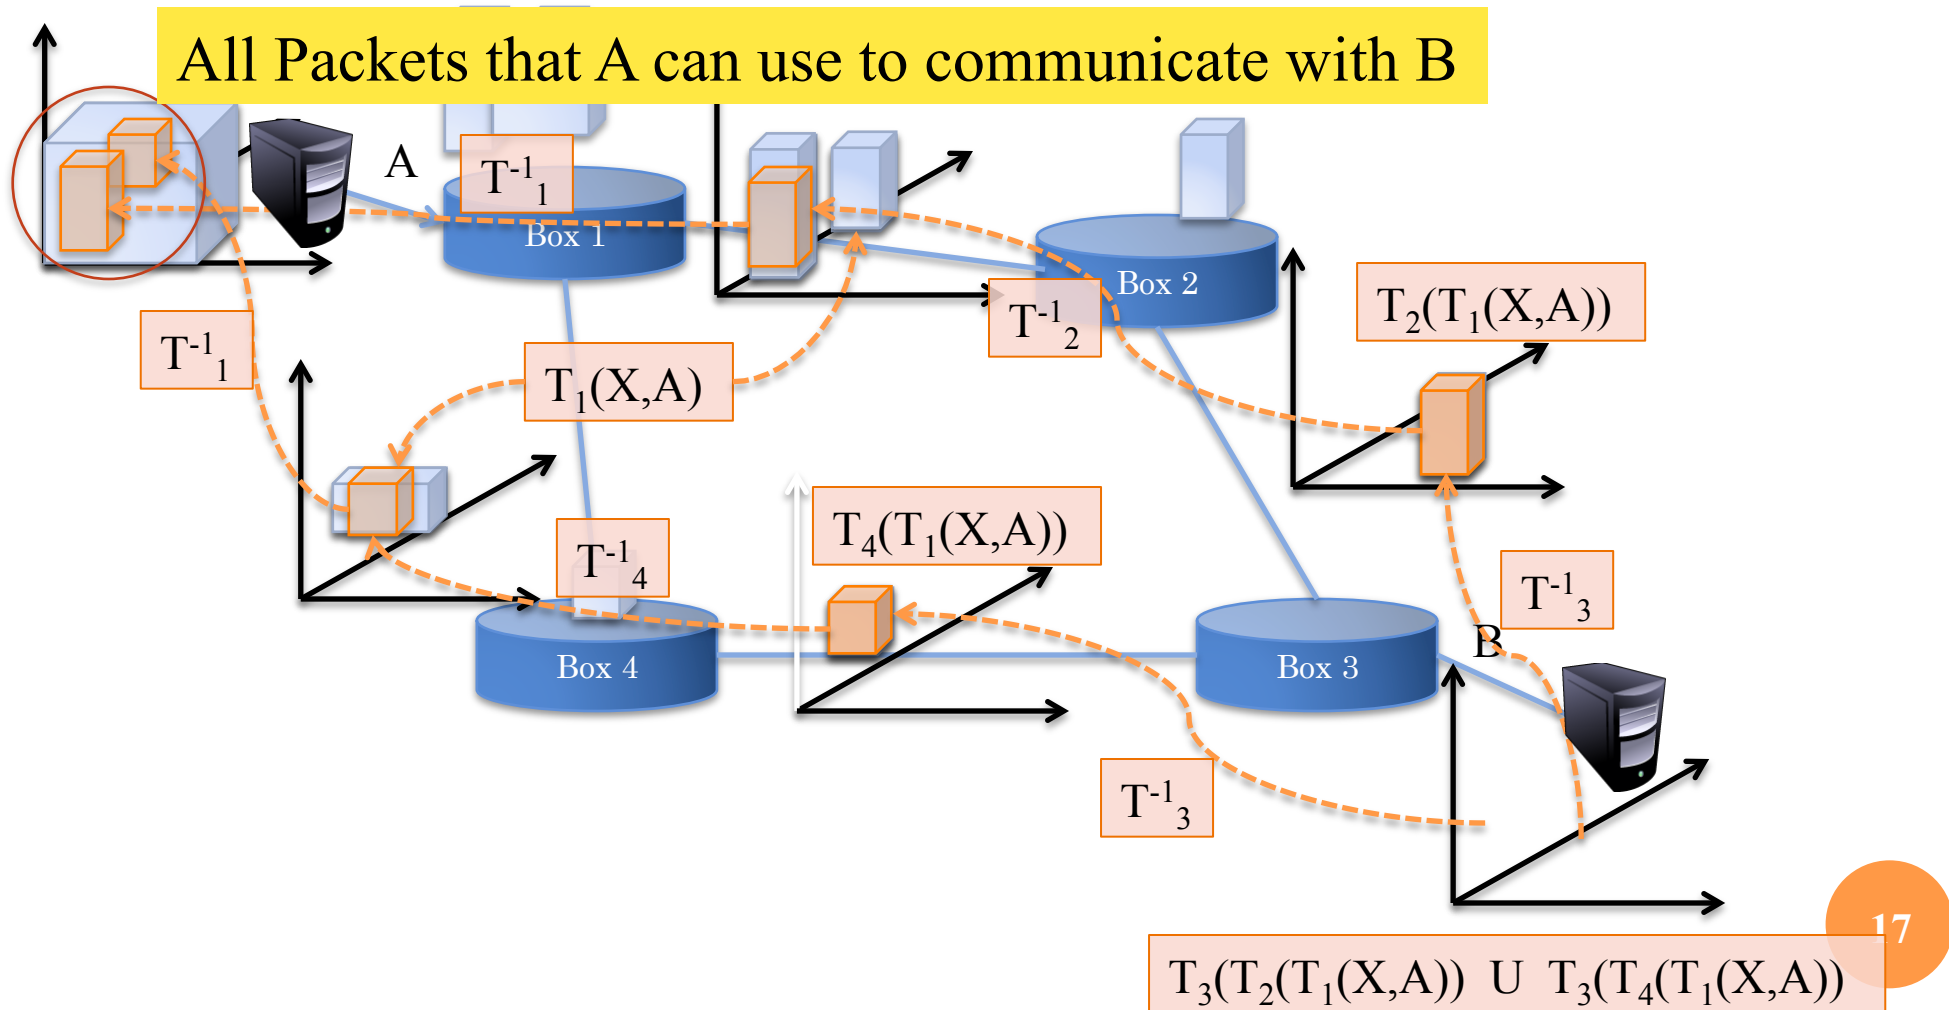 All Packets that A can use to communicate with B
A
T⁻¹₁
Box 1
Box 2
T₂(T₁(X,A))
T⁻¹₂
T⁻¹₁
T₁(X,A)
T₄(T₁(X,A))
T⁻¹₄
T⁻¹₃
B
Box 4
Box 3
T⁻¹₃
17
T₃(T₂(T₁(X,A)) U T₃(T₄(T₁(X,A))